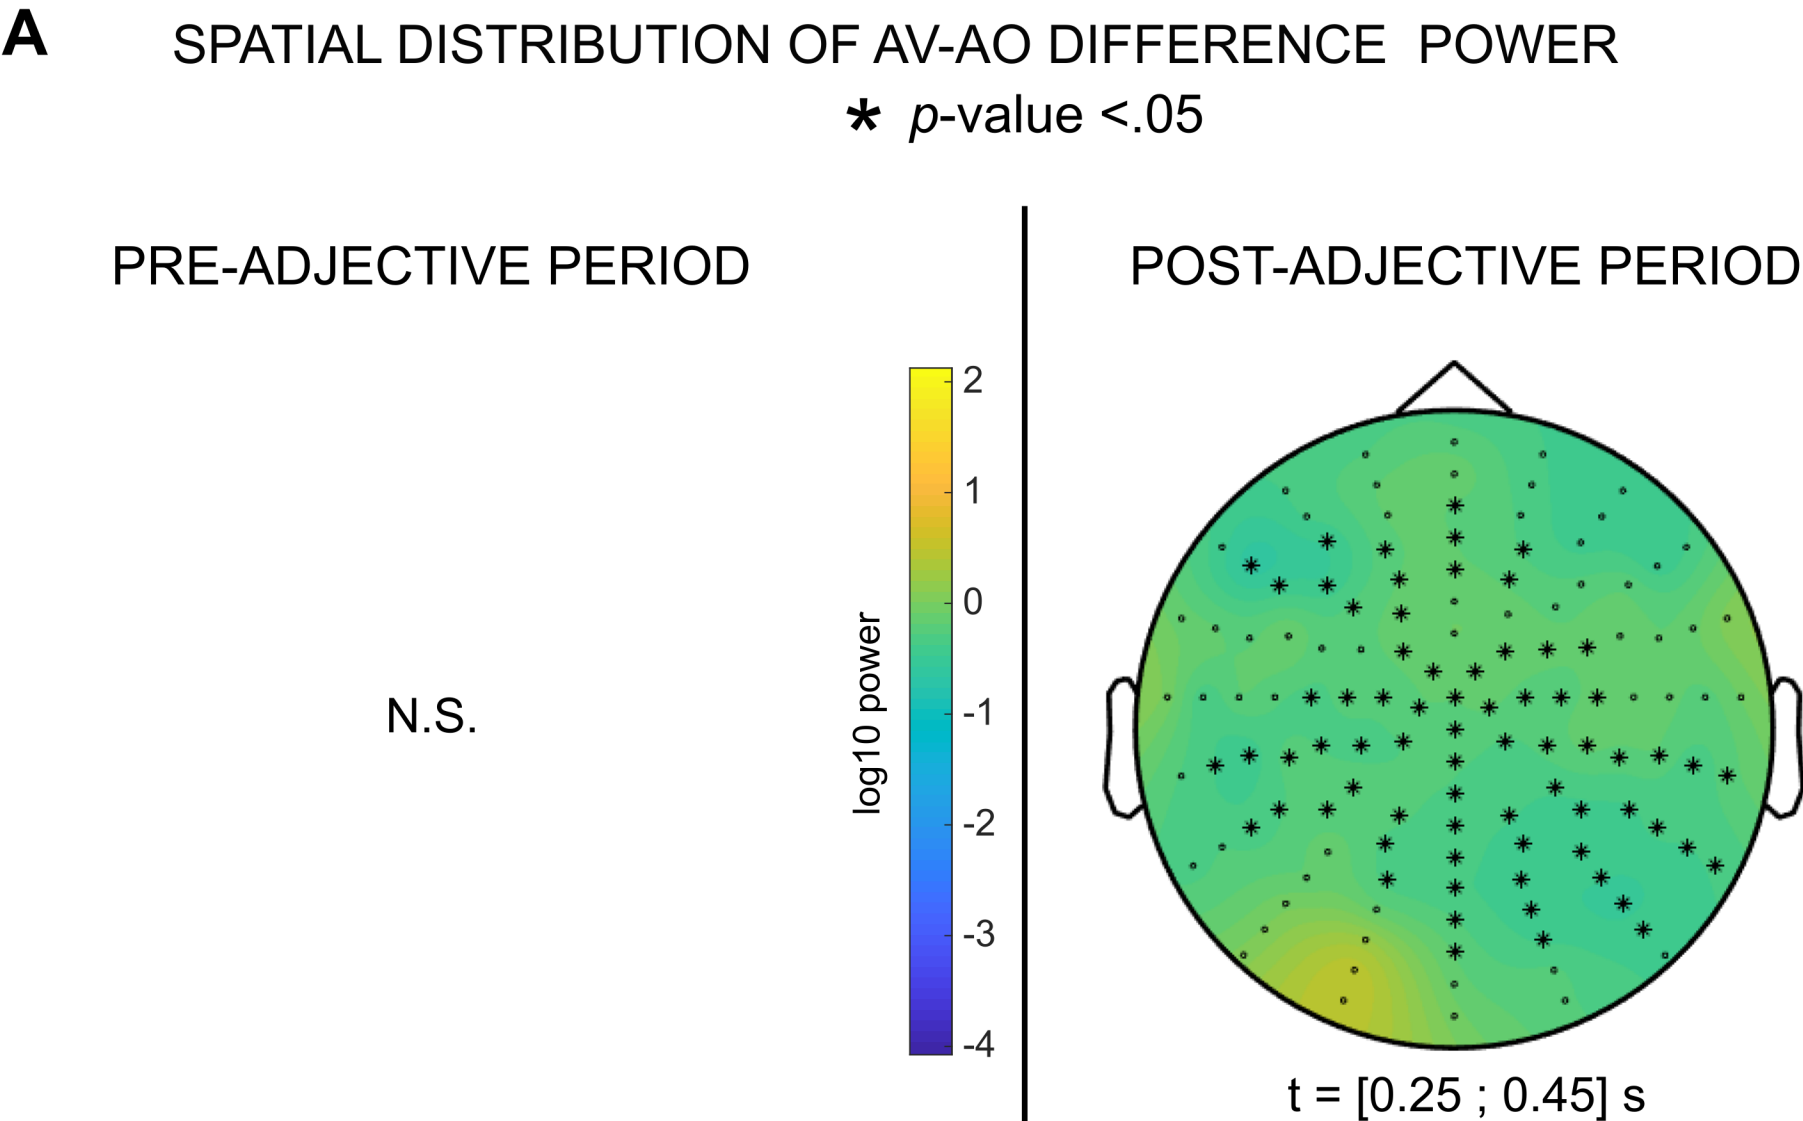 A
SPATIAL DISTRIBUTION OF AV-AO DIFFERENCE POWER
* p-value <.05
PRE-ADJECTIVE PERIOD
N.S.
log10 power
2
1
0
-1
-2
-3
-4
POST-ADJECTIVE PERIOD
t = [0.25 ; 0.45] s